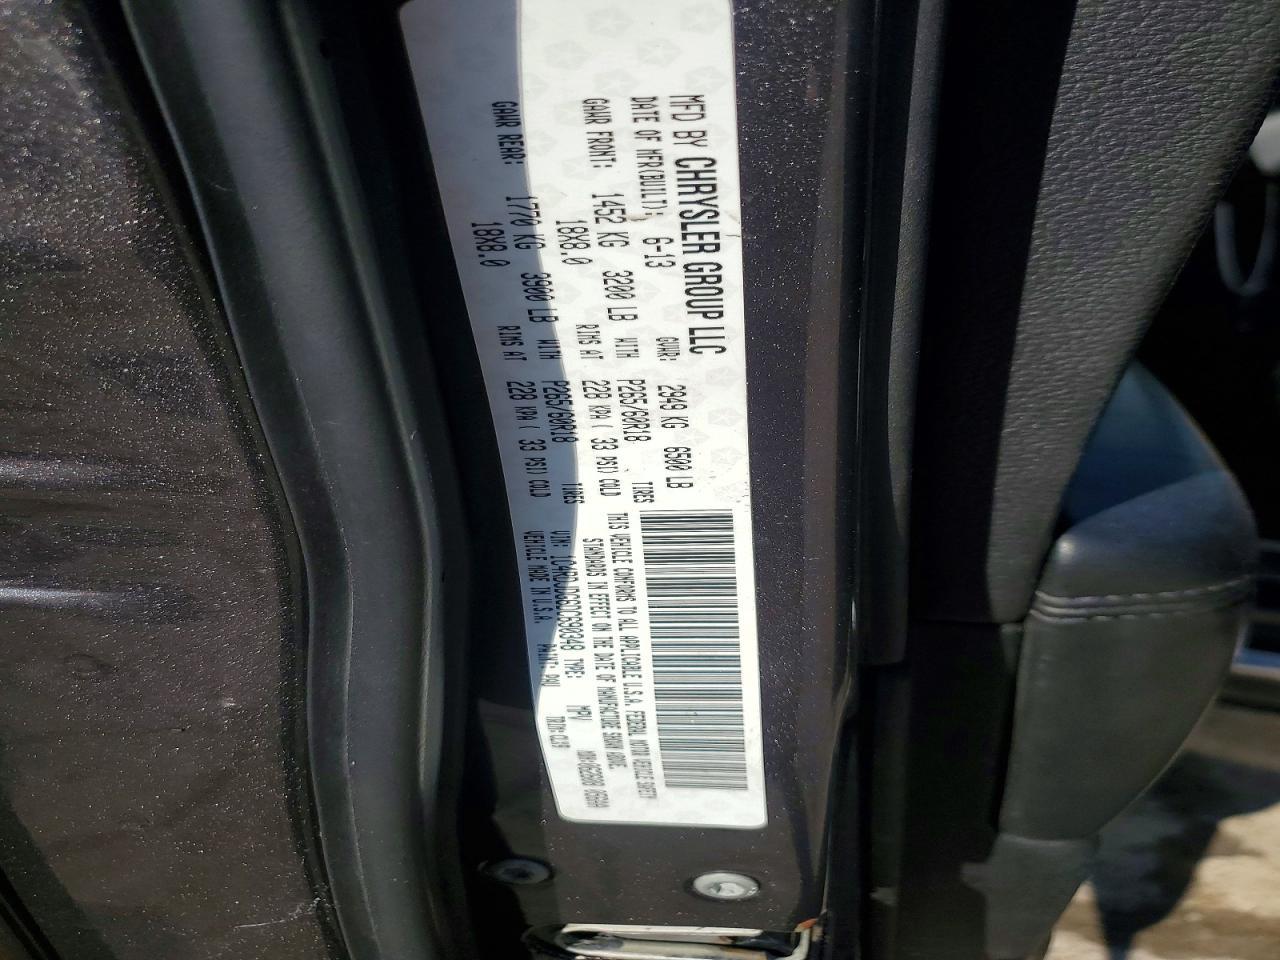 MFD BY CHRYSLER GROUP LLC
DATE OF MFR(BUILT): 6-13 GVWR: 2949 KG 6500 LB
GAWR FRONT: 1452 KG 3200 LB WITH P265/60R18 TIRES
18X8.0 RIMS AT 228 KPA ( 33 PSI) COLD
GAWR REAR: 1770 KG 3900 LB WITH P265/60R18 TIRES
18X8.0 RIMS AT 228 KPA ( 33 PSI) COLD
THIS VEHICLE CONFORMS TO ALL APPLICABLE U.S.A. FEDERAL MOTOR VEHICLE SAFETY
STANDARDS IN EFFECT ON THE DATE OF MANUFACTURE SHOWN ABOVE.
VIN: TYPE: MPV
VEHICLE MADE IN U.S.A. PAINT: TRIM: